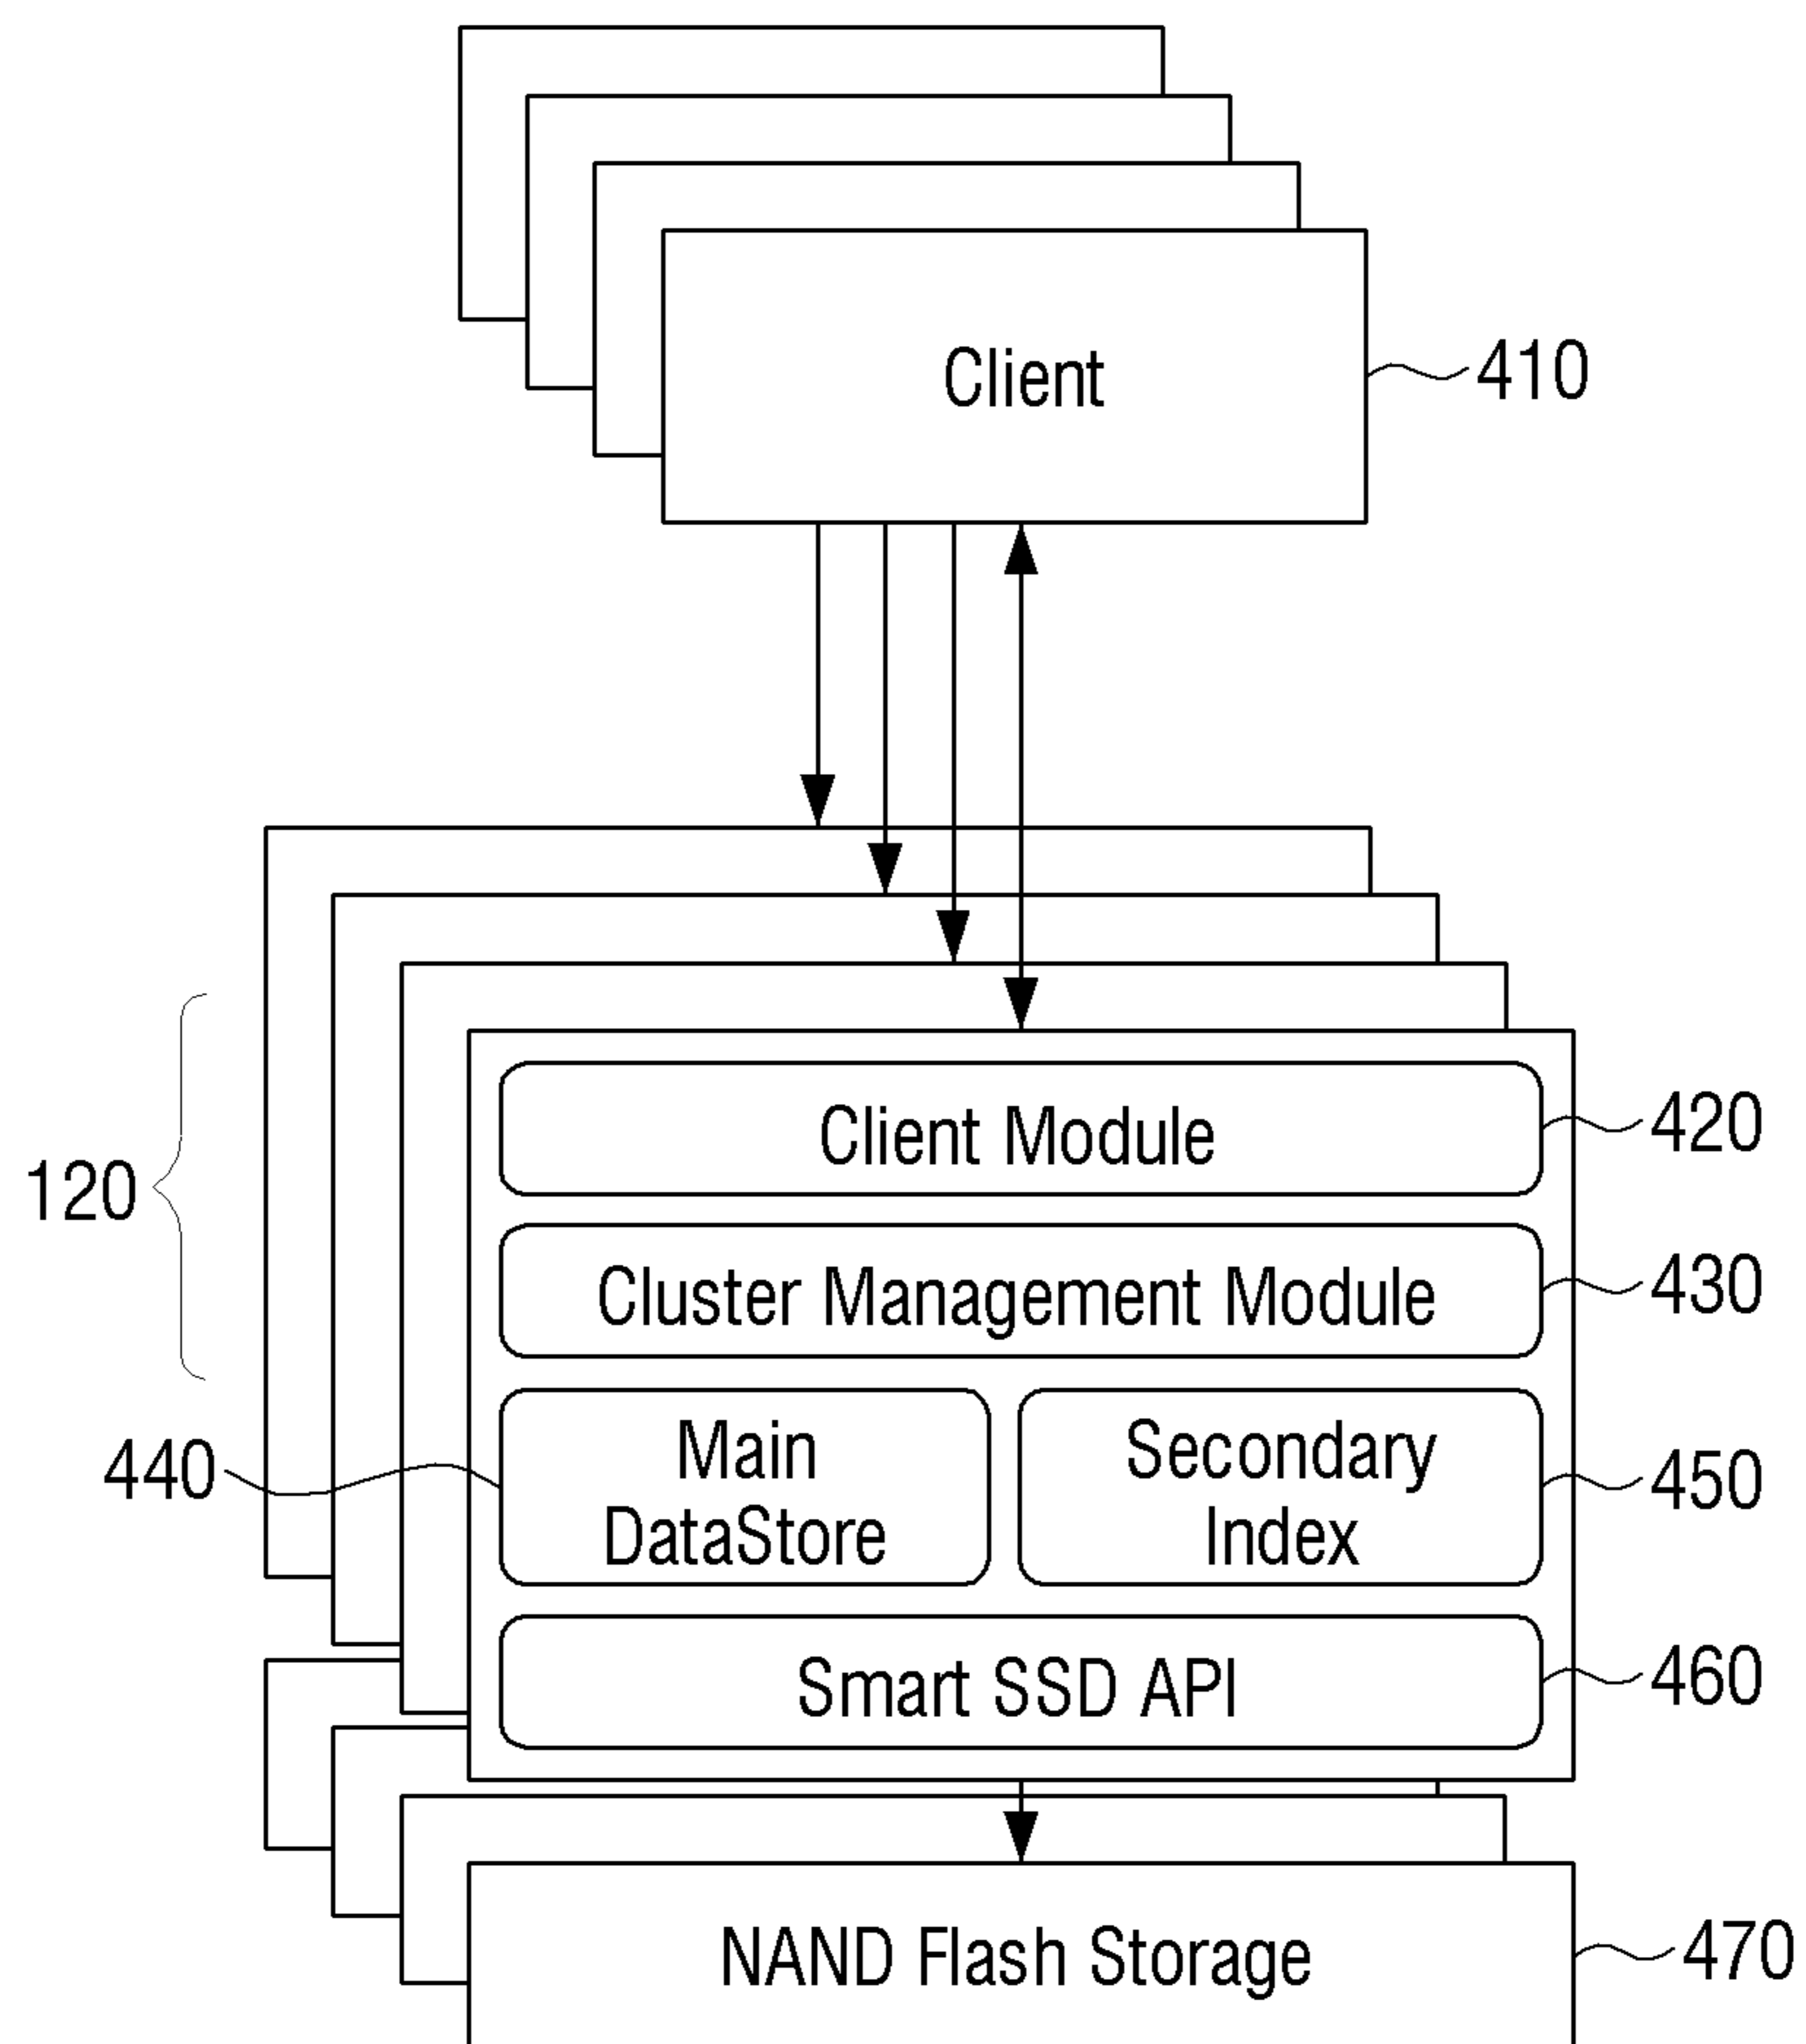 Client
410
Client Module
420
120
Cluster Management Module
430
440
Main
DataStore
Secondary
Index
450
Smart SSD API
460
NAND Flash Storage
470